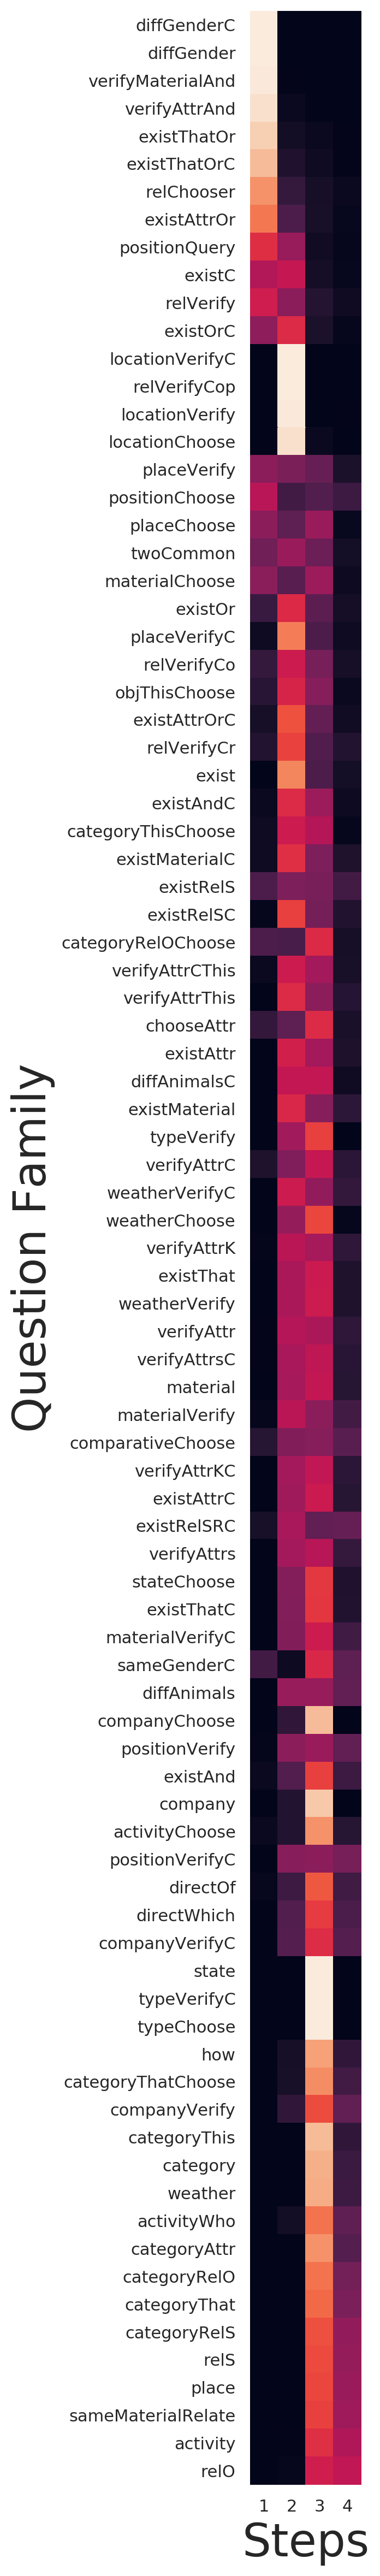 diffGenderC
diffGender
verifyMaterialAnd
verifyAttrAnd
existThatOr
existThatOrC
relChooser
existAttrOr
positionQuery
existC
relVerify
existOrC
locationVerifyC
relVerifyCop
locationVerify
locationChoose
placeVerify
positionChoose
placeChoose
twoCommon
materialChoose
existOr
placeVerifyC
relVerifyCo
objThisChoose
existAttrOrC
relVerifyCr
exist
existAndC
categoryThisChoose
existMaterialC
existRelS
existRelSC
categoryRelOChoose
verifyAttrCThis
verifyAttrThis
chooseAttr
existAttr
diffAnimalsC
existMaterial
typeVerify
verifyAttrC
weatherVerifyC
weatherChoose
verifyAttrK
existThat
weatherVerify
verifyAttr
verifyAttrsC
material
materialVerify
comparativeChoose
verifyAttrKC
existAttrC
existRelSRC
verifyAttrs
stateChoose
existThatC
materialVerifyC
sameGenderC
diffAnimals
companyChoose
positionVerify
existAnd
company
activityChoose
positionVerifyC
directOf
directWhich
companyVerifyC
state
typeVerifyC
typeChoose
how
categoryThatChoose
companyVerify
categoryThis
category
weather
activityWho
categoryAttr
categoryRelO
categoryThat
categoryRelS
relS
place
sameMaterialRelate
activity
relO
Question Family
1 2 3 4
Steps